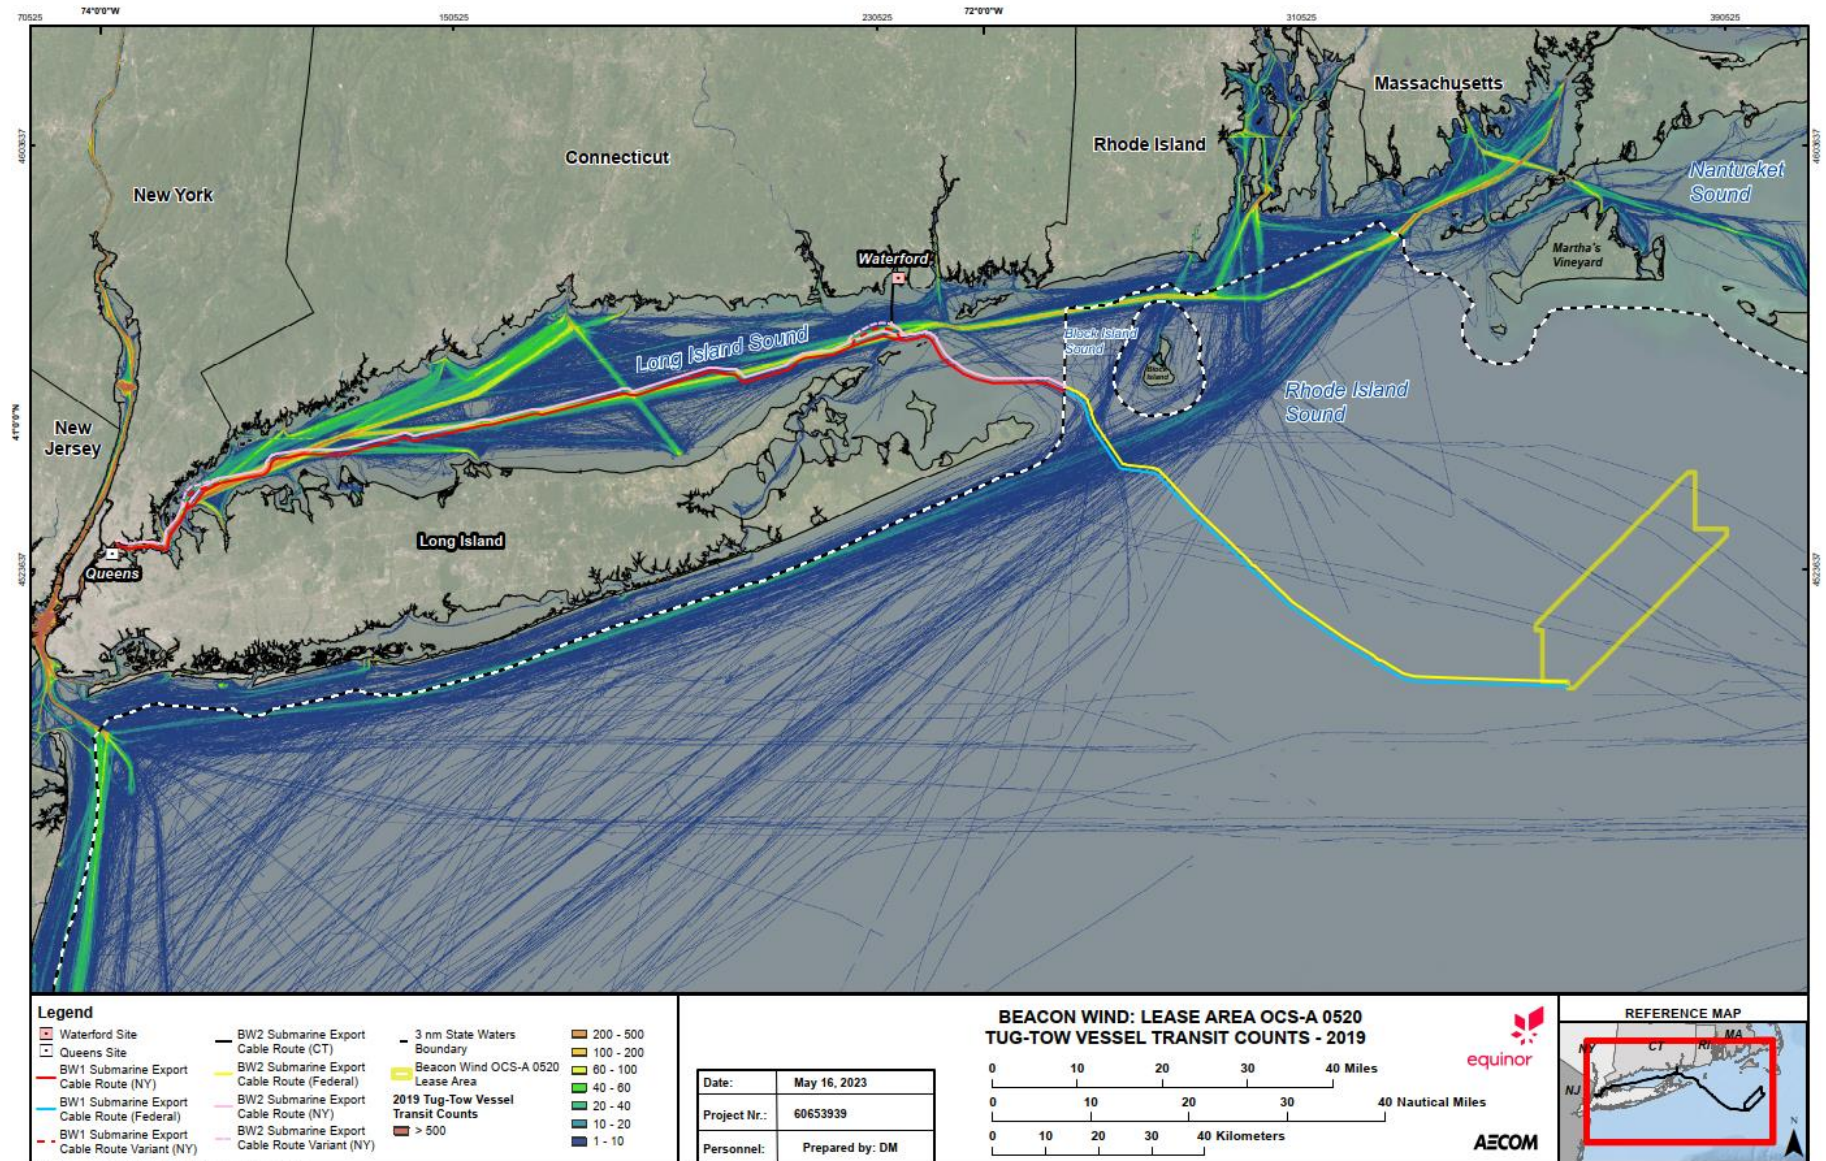 70525
74°0'0"W
150525
230525
72°0'0"W
310525
390525
4603637
4603637
41°0'0"N
4523637
4523637
Massachusetts
Rhode Island
Connecticut
New York
Nantucket
Sound
Martha's
Vineyard
Waterford
Long Island Sound
Block Island
Sound
Block
Island
Rhode Island
Sound
New
Jersey
Long Island
Queens
Legend
Waterford Site
Queens Site
BW1 Submarine Export
Cable Route (NY)
BW1 Submarine Export
Cable Route (Federal)
BW1 Submarine Export
Cable Route Variant (NY)
BW2 Submarine Export
Cable Route (CT)
BW2 Submarine Export
Cable Route (Federal)
BW2 Submarine Export
Cable Route (NY)
BW2 Submarine Export
Cable Route Variant (NY)
3 nm State Waters
Boundary
Beacon Wind OCS-A 0520
Lease Area
2019 Tug-Tow Vessel
Transit Counts
> 500
200 - 500
100 - 200
60 - 100
40 - 60
20 - 40
10 - 20
1 - 10
Date: May 16, 2023
Project Nr.: 60653939
Personnel: Prepared by: DM
BEACON WIND: LEASE AREA OCS-A 0520
TUG-TOW VESSEL TRANSIT COUNTS - 2019
0 10 20 30 40 Miles
0 10 20 30 40 Nautical Miles
0 10 20 30 40 Kilometers
equinor
AECOM
REFERENCE MAP
NY
CT
RI
MA
NJ
N